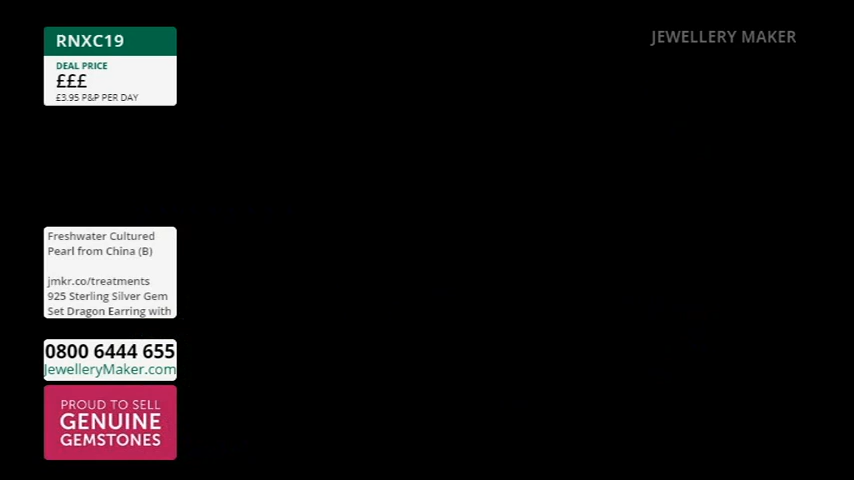 RNXC19
JEWELLERY MAKER
DEAL PRICE
£££
£3.95 P&P PER DAY
Freshwater Cultured
Pearl from China (B)
jmkr.co/treatments
925 Sterling Silver Gem
Set Dragon Earring with
0800 6444 655
JewelleryMaker.com
PROUD TO SELL
GENUINE
GEMSTONES